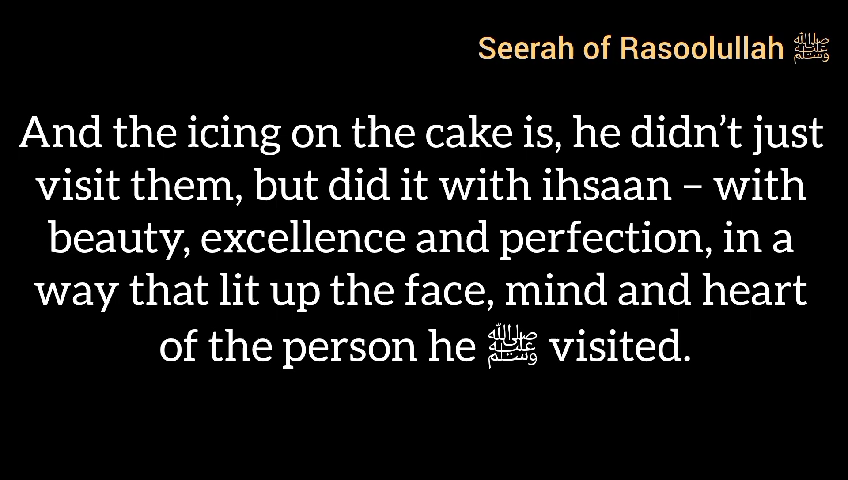 Seerah of Rasoolullah ﷺ
And the icing on the cake is, he didn’t just
visit them, but did it with ihsaan – with
beauty, excellence and perfection, in a
way that lit up the face, mind and heart
of the person he ﷺ visited.